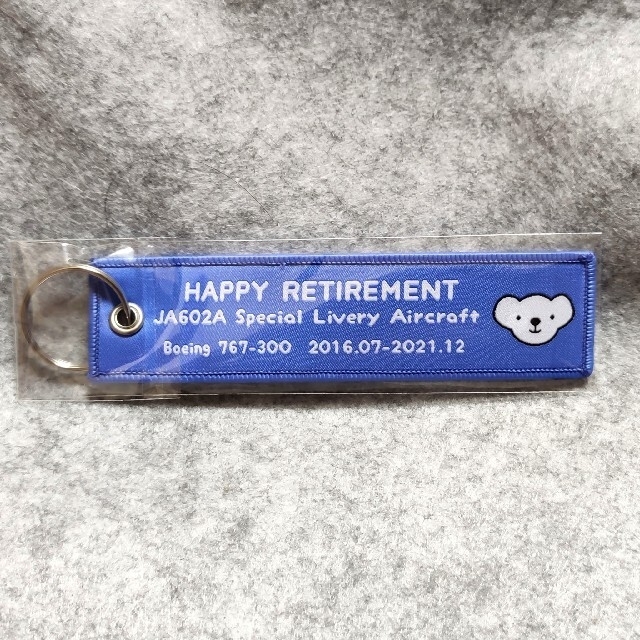 HAPPY RETIREMENT
JA602A Special Livery Aircraft
Boeing 767-300 2016.07-2021.12